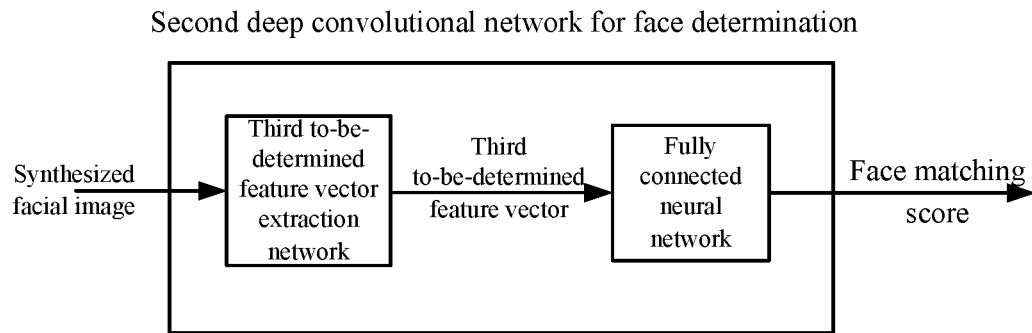 Second deep convolutional network for face determination
Synthesized
facial image
Third to-be-
determined
feature vector
extraction
network
Third
to-be-determined
feature vector
Fully
connected
neural
network
Face matching
score